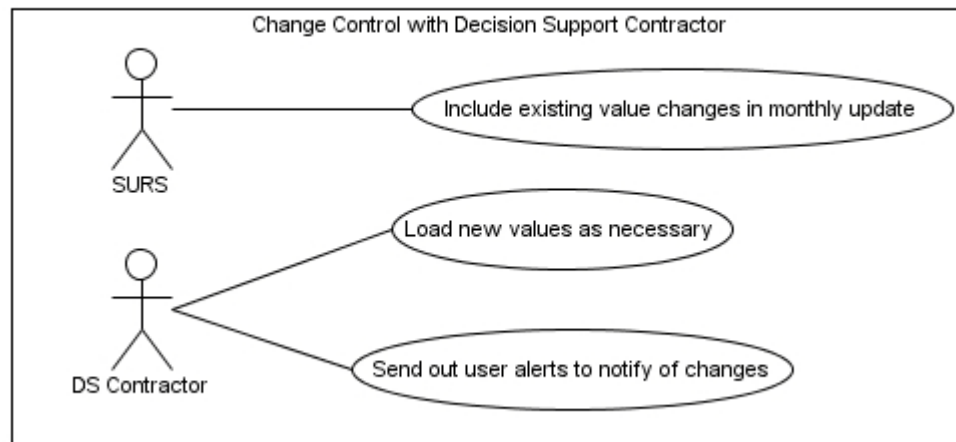 Change Control with Decision Support Contractor
Include existing value changes in monthly update
SURS
Load new values as necessary
DS Contractor
Send out user alerts to notify of changes